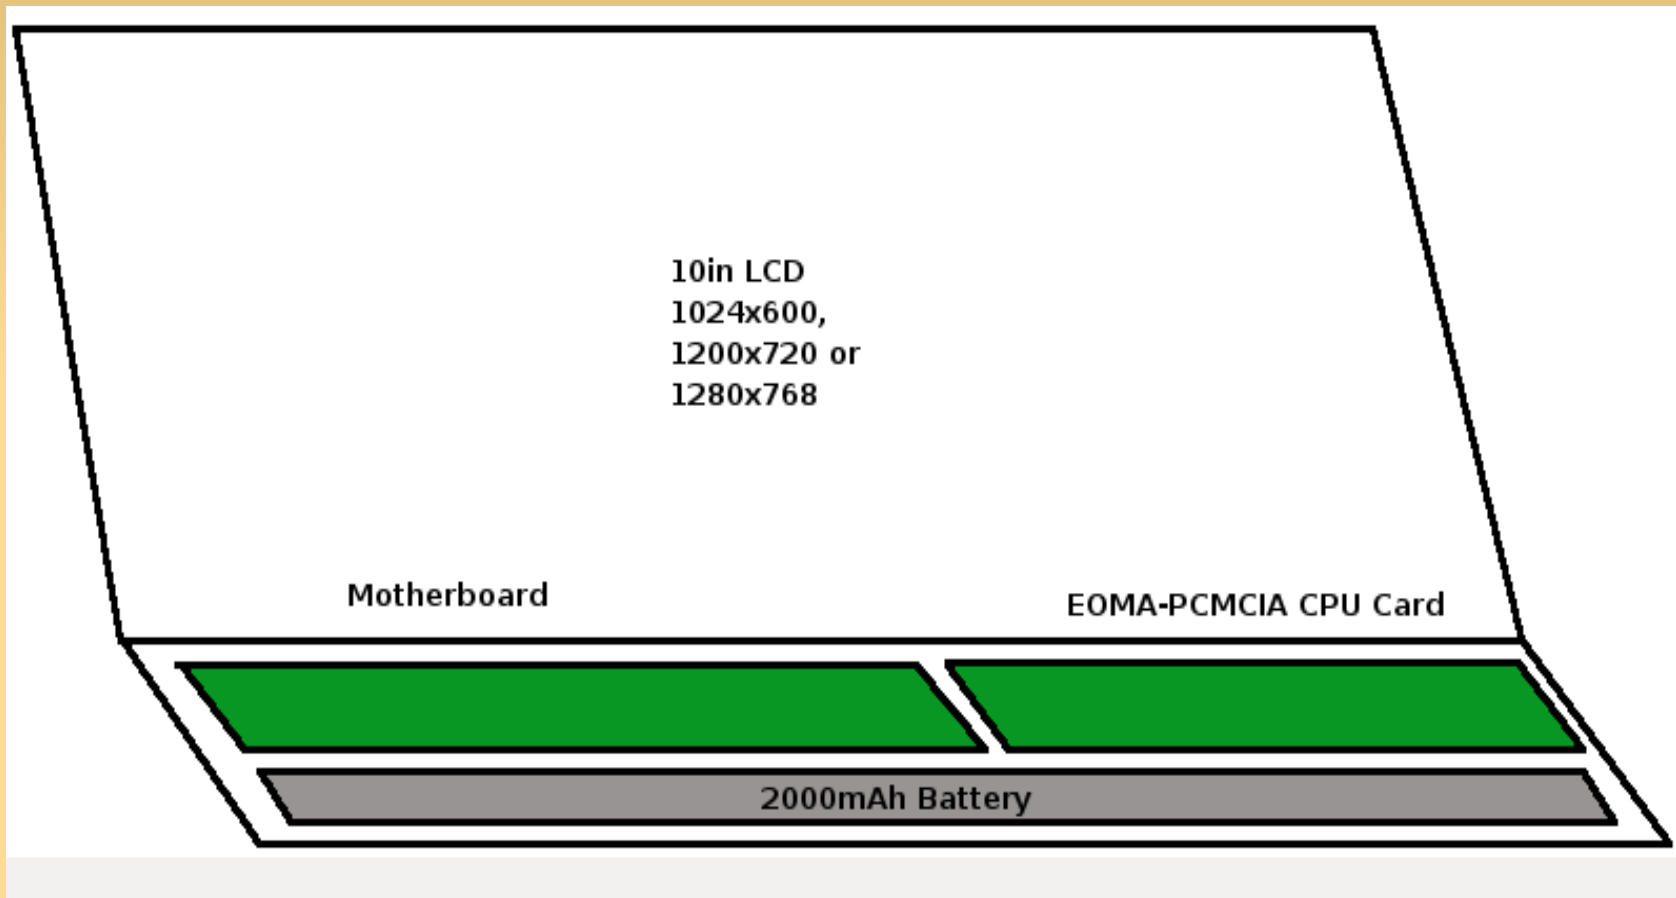 10in LCD
1024x600,
1200x720 or
1280x768
Motherboard
EOMA-PCMCIA CPU Card
2000mAh Battery